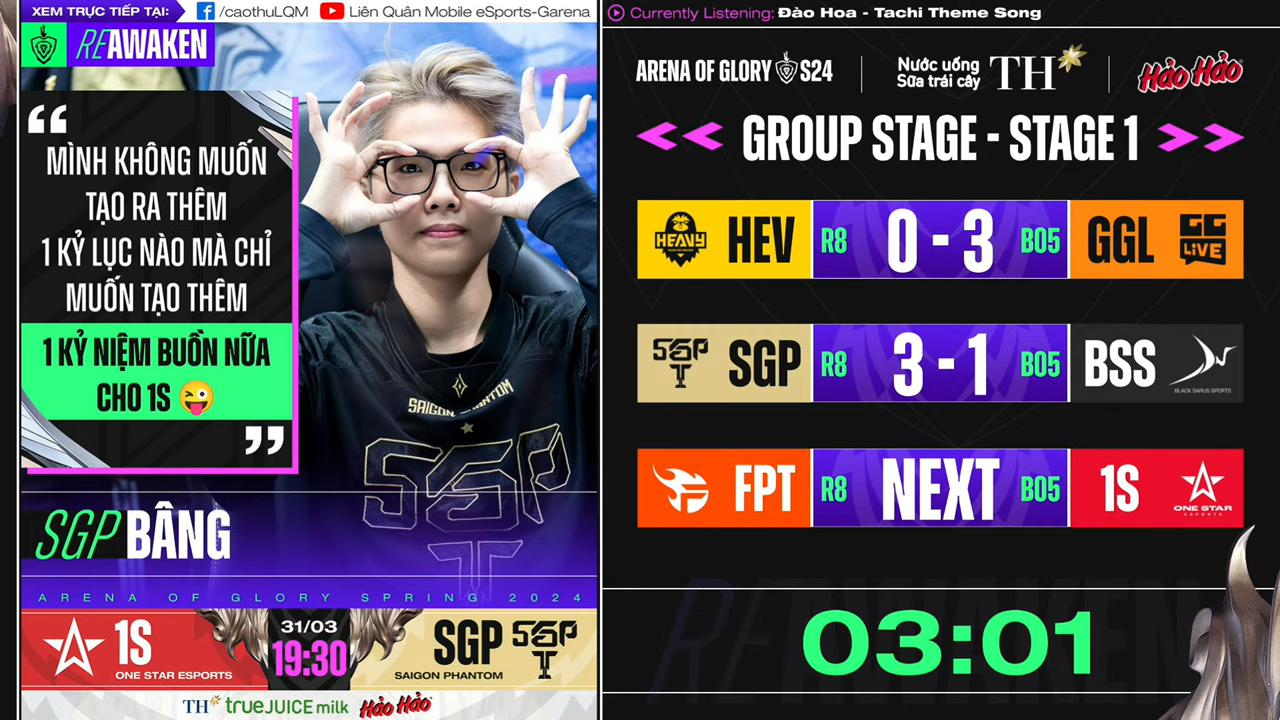 XEM TRỰC TIẾP TẠI:
/caothuLQM
Liên Quân Mobile eSports-Garena
REAWAKEN
“
MÌNH KHÔNG MUỐN
TẠO RA THÊM
1 KỶ LỤC NÀO MÀ CHỈ
MUỐN TẠO THÊM
1 KỶ NIỆM BUỒN NỮA
CHO 1S 😜
”
SAIGON PHANTOM
SGP
SGP BÂNG
ARENA OF GLORY SPRING 2024
1S
ONE STAR ESPORTS
31/03
19:30
SGP
SAIGON PHANTOM
SGP
TH trueJUICE milk
Hảo Hảo
Currently Listening: Đào Hoa - Tachi Theme Song
ARENA OF GLORY S24
Nước uống
Sữa trái cây
TH
Hảo Hảo
GROUP STAGE - STAGE 1
HEAVY
HEV
R8
0 - 3
BO5
GGL
GG
LIVE
SGP
SGP
R8
3 - 1
BO5
BSS
BLACK SARUS SPORTS
FPT
R8
NEXT
BO5
1S
ONE STAR
ESPORTS
REAWAKEN
03:01